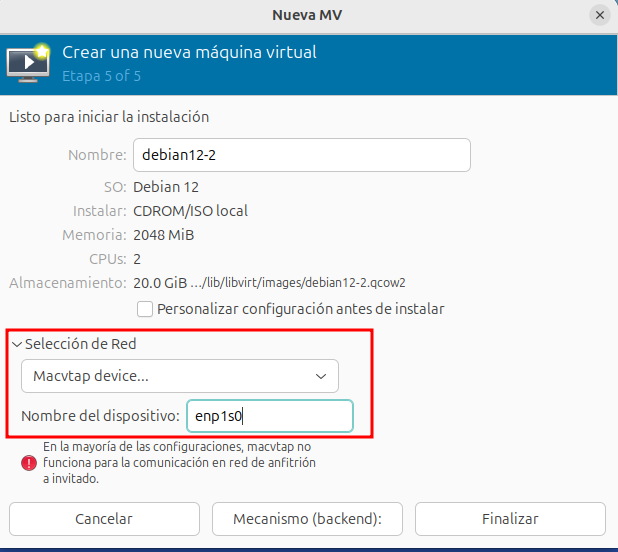 Nueva MV
Crear una nueva máquina virtual
Etapa 5 of 5
Listo para iniciar la instalación
Nombre: debian12-2
SO: Debian 12
Instalar: CDROM/ISO local
Memoria: 2048 MiB
CPUs: 2
Almacenamiento: 20.0 GiB .../lib/libvirt/images/debian12-2.qcow2
Personalizar configuración antes de instalar
Selección de Red
Macvtap device...
Nombre del dispositivo: enp1s0
En la mayoría de las configuraciones, macvtap no
funciona para la comunicación en red de anfitrión
a invitado.
Cancelar Mecanismo (backend): Finalizar